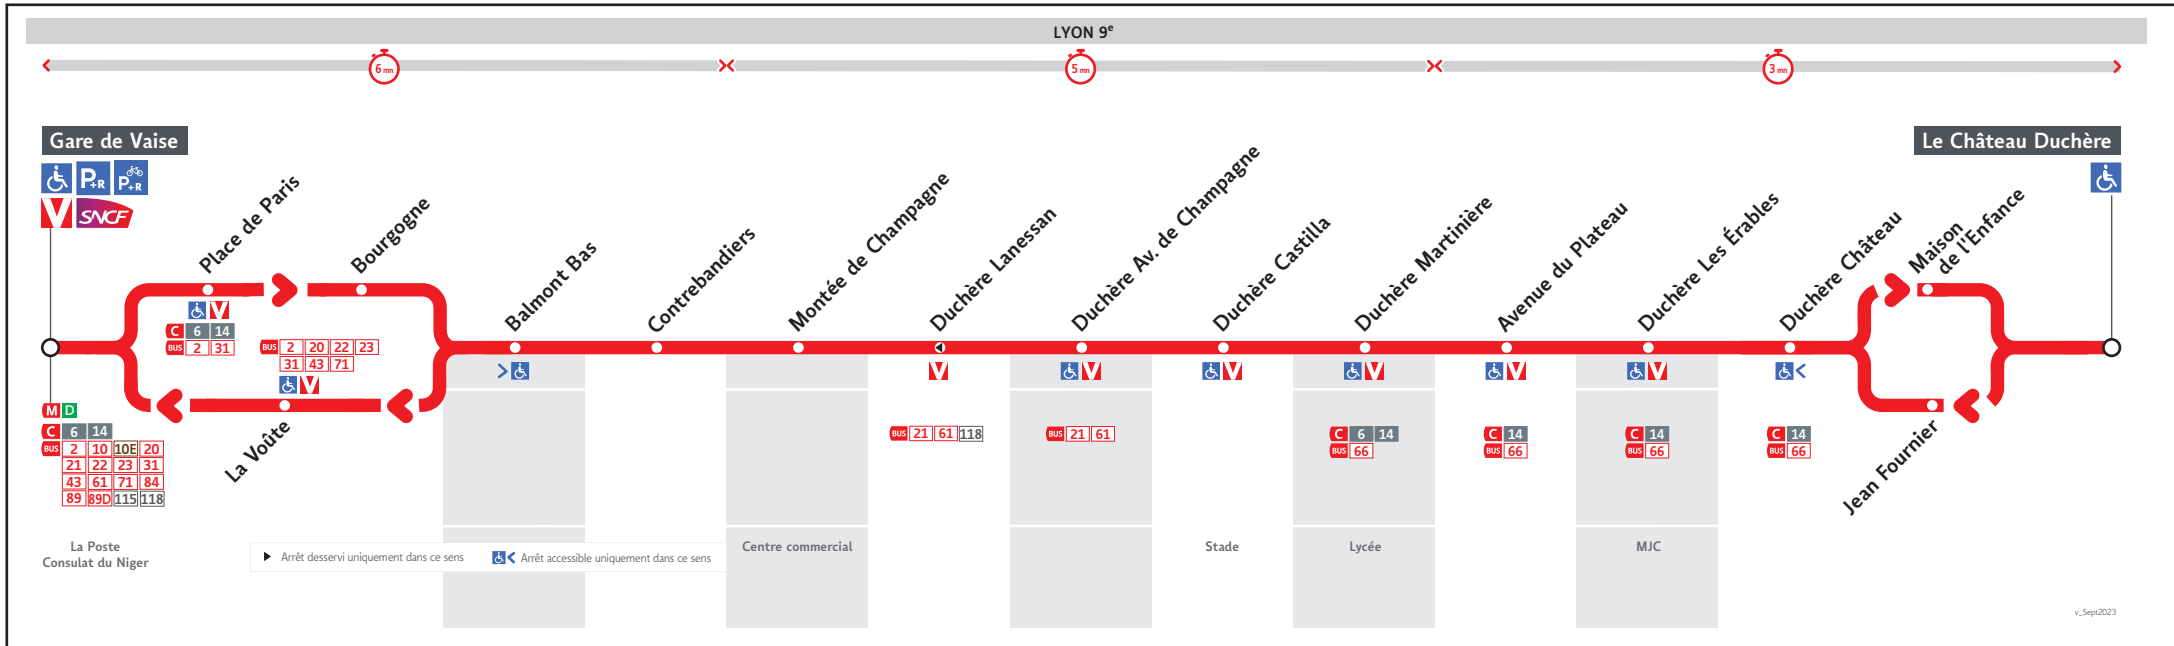 LYON 9e
6 mn
5 mn
3 mn
Gare de Vaise
P+R
P+R
V
SNCF
Le Château Duchère
Place de Paris
Bourgogne
Balmont Bas
Contrebandiers
Montée de Champagne
Duchère Lanessan
Duchère Av. de Champagne
Duchère Castilla
Duchère Martinière
Avenue du Plateau
Duchère Les Érables
Duchère Château
Maison
de l'Enfance
V
C 6 14
BUS 2 31
BUS 2 20 22 23
31 43 71
V
La Voûte
V
V
V
V
V
V
M D
C 6 14
BUS 2 10 10E 20
21 22 23 31
43 61 71 84
89 89D 115 118
BUS 21 61 118
BUS 21 61
C 6 14
BUS 66
C 14
BUS 66
C 14
BUS 66
C 14
BUS 66
Jean Fournier
La Poste
Consulat du Niger
Arrêt desservi uniquement dans ce sens
Arrêt accessible uniquement dans ce sens
Centre commercial
Stade
Lycée
MJC
v_Sept2023